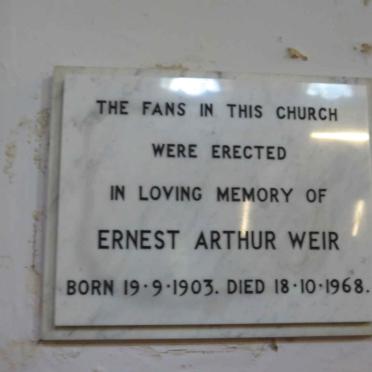 THE FANS IN THIS CHURCH
WERE ERECTED
IN LOVING MEMORY OF
ERNEST ARTHUR WEIR
BORN 19·9·1903. DIED 18·10·1968.